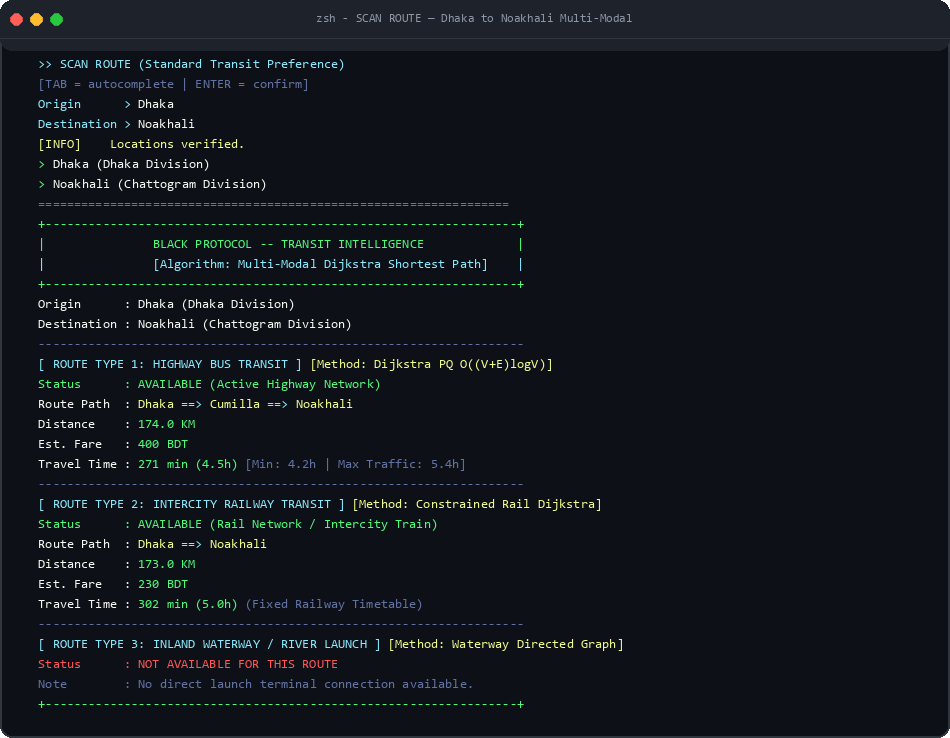 zsh - SCAN ROUTE — Dhaka to Noakhali Multi-Modal
>> SCAN ROUTE (Standard Transit Preference)
[TAB = autocomplete | ENTER = confirm]
Origin      > Dhaka
Destination > Noakhali
[INFO]    Locations verified.
> Dhaka (Dhaka Division)
> Noakhali (Chattogram Division)
==================================================================
+------------------------------------------------------------------+
|               BLACK PROTOCOL -- TRANSIT INTELLIGENCE             |
|               [Algorithm: Multi-Modal Dijkstra Shortest Path]    |
+------------------------------------------------------------------+
Origin      : Dhaka (Dhaka Division)
Destination : Noakhali (Chattogram Division)
--------------------------------------------------------------------
[ ROUTE TYPE 1: HIGHWAY BUS TRANSIT ] [Method: Dijkstra PQ O((V+E)logV)]
Status      : AVAILABLE (Active Highway Network)
Route Path  : Dhaka ==> Cumilla ==> Noakhali
Distance    : 174.0 KM
Est. Fare   : 400 BDT
Travel Time : 271 min (4.5h) [Min: 4.2h | Max Traffic: 5.4h]
--------------------------------------------------------------------
[ ROUTE TYPE 2: INTERCITY RAILWAY TRANSIT ] [Method: Constrained Rail Dijkstra]
Status      : AVAILABLE (Rail Network / Intercity Train)
Route Path  : Dhaka ==> Noakhali
Distance    : 173.0 KM
Est. Fare   : 230 BDT
Travel Time : 302 min (5.0h) (Fixed Railway Timetable)
--------------------------------------------------------------------
[ ROUTE TYPE 3: INLAND WATERWAY / RIVER LAUNCH ] [Method: Waterway Directed Graph]
Status      : NOT AVAILABLE FOR THIS ROUTE
Note        : No direct launch terminal connection available.
+------------------------------------------------------------------+